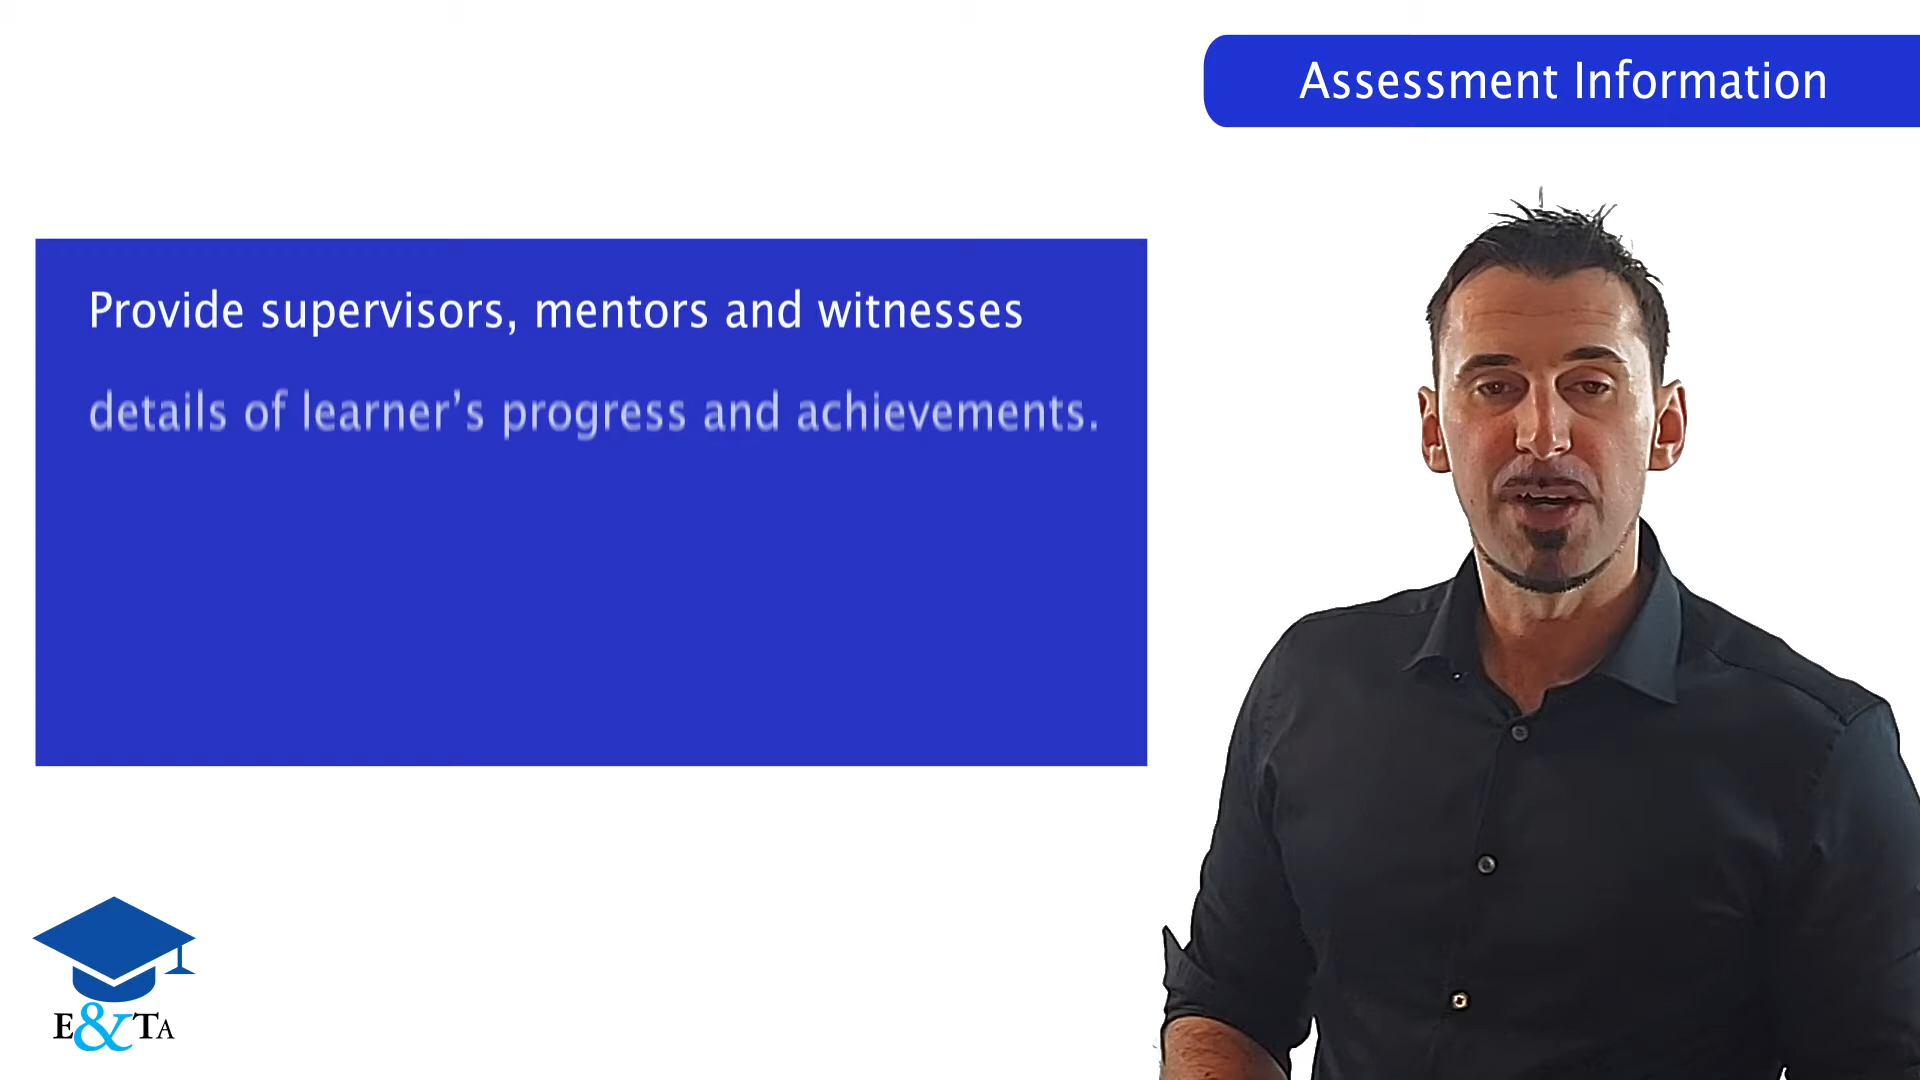 Assessment Information
Provide supervisors, mentors and witnesses
details of learner’s progress and achievements.
E&TA